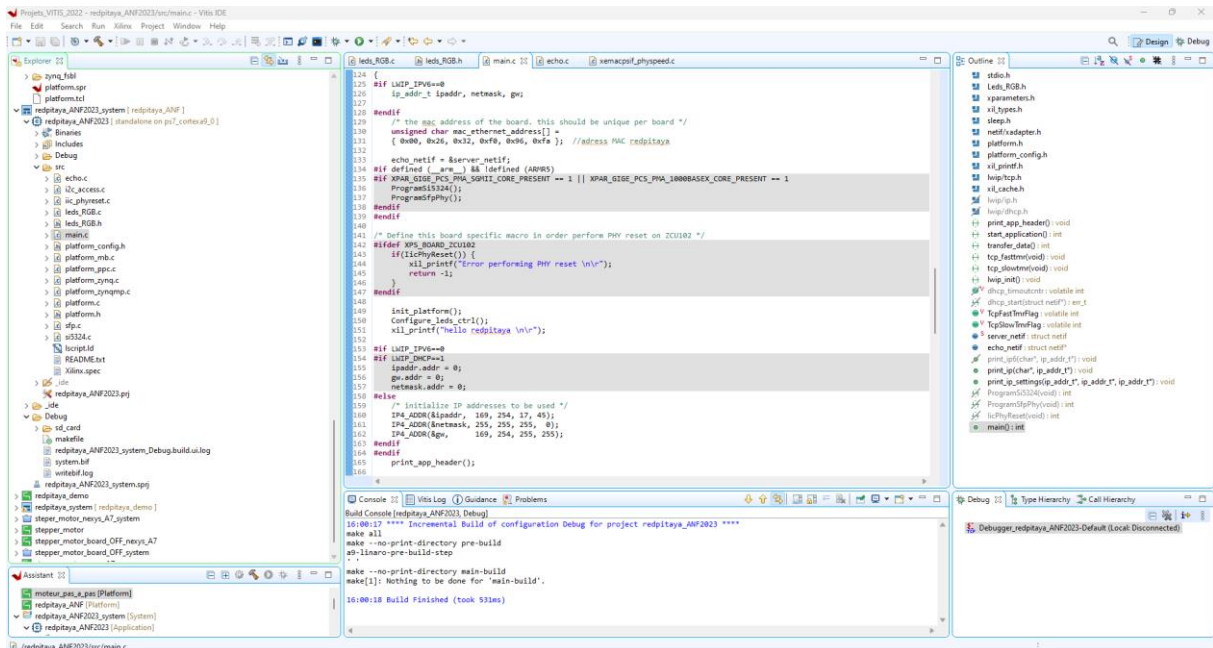 Projets_VITIS_2022 - redpitaya_ANF2023/src/main.c - Vitis IDE
File Edit Search Run Xilinx Project Window Help
Design Debug
Explorer
zynq_fsbl
platform.spr
platform.tcl
redpitaya_ANF2023_system [ redpitaya_ANF ]
redpitaya_ANF2023 [ standalone on ps7_cortexa9_0 ]
Binaries
Includes
Debug
src
echo.c
i2c_access.c
iic_phyreset.c
leds_RGB.c
leds_RGB.h
main.c
platform_config.h
platform_mb.c
platform_ppc.c
platform_zynq.c
platform_zynqmp.c
platform.c
platform.h
sfp.c
si5324.c
lscript.ld
README.txt
Xilinx.spec
_ide
redpitaya_ANF2023.prj
_ide
Debug
sd_card
makefile
redpitaya_ANF2023_system_Debug.build.ui.log
system.bif
writebif.log
redpitaya_ANF2023_system.sprj
redpitaya_demo
redpitaya_system [ redpitaya_demo ]
steper_motor_nexys_A7_system
stepper_motor
stepper_motor_board_OFF_nexys_A7
stepper_motor_board_OFF_system
Assistant
moteur_pas_a_pas [Platform]
redpitaya_ANF [Platform]
redpitaya_ANF2023_system [System]
redpitaya_ANF2023 [Application]
/redpitaya_ANF2023/src/main.c
leds_RGB.c leds_RGB.h main.c echo.c xemacpsif_physpeed.c
124 {
125 #if LWIP_IPV6==0
126 ip_addr_t ipaddr, netmask, gw;
127
128 #endif
129 /* the mac address of the board. this should be unique per board */
130 unsigned char mac_ethernet_address[] =
131 { 0x00, 0x26, 0x32, 0xf0, 0x96, 0xfa }; //adress MAC redpitaya
132
133 echo_netif = &server_netif;
134 #if defined (__arm__) && !defined (ARMR5)
135 #if XPAR_GIGE_PCS_PMA_SGMII_CORE_PRESENT == 1 || XPAR_GIGE_PCS_PMA_1000BASEX_CORE_PRESENT == 1
136 ProgramSi5324();
137 ProgramSfpPhy();
138 #endif
139 #endif
140
141 /* Define this board specific macro in order perform PHY reset on ZCU102 */
142 #ifdef XPS_BOARD_ZCU102
143 if(IicPhyReset()) {
144 xil_printf("Error performing PHY reset \n\r");
145 return -1;
146 }
147 #endif
148
149 init_platform();
150 Configure_leds_ctrl();
151 xil_printf("hello redpitaya \n\r");
152
153 #if LWIP_IPV6==0
154 #if LWIP_DHCP==1
155 ipaddr.addr = 0;
156 gw.addr = 0;
157 netmask.addr = 0;
158 #else
159 /* initialize IP addresses to be used */
160 IP4_ADDR(&ipaddr, 169, 254, 17, 45);
161 IP4_ADDR(&netmask, 255, 255, 255, 0);
162 IP4_ADDR(&gw, 169, 254, 255, 255);
163 #endif
164 #endif
165 print_app_header();
166
Console Vitis Log Guidance Problems
Build Console [redpitaya_ANF2023, Debug]
16:00:17 **** Incremental Build of configuration Debug for project redpitaya_ANF2023 ****
make all
make --no-print-directory pre-build
a9-linaro-pre-build-step
' '
make --no-print-directory main-build
make[1]: Nothing to be done for 'main-build'.
16:00:18 Build Finished (took 531ms)
Outline
stdio.h
Leds_RGB.h
xparameters.h
xil_types.h
sleep.h
netif/xadapter.h
platform.h
platform_config.h
xil_printf.h
lwip/tcp.h
xil_cache.h
lwip/ip.h
lwip/dhcp.h
print_app_header() : void
start_application() : int
transfer_data() : int
tcp_fasttmr(void) : void
tcp_slowtmr(void) : void
lwip_init() : void
dhcp_timoutcntr : volatile int
dhcp_start(struct netif*) : err_t
TcpFastTmrFlag : volatile int
TcpSlowTmrFlag : volatile int
server_netif : struct netif
echo_netif : struct netif*
print_ip6(char*, ip_addr_t*) : void
print_ip(char*, ip_addr_t*) : void
print_ip_settings(ip_addr_t*, ip_addr_t*, ip_addr_t*) : void
ProgramSi5324(void) : int
ProgramSfpPhy(void) : int
IicPhyReset(void) : int
main() : int
Debug Type Hierarchy Call Hierarchy
Debugger_redpitaya_ANF2023-Default (Local: Disconnected)